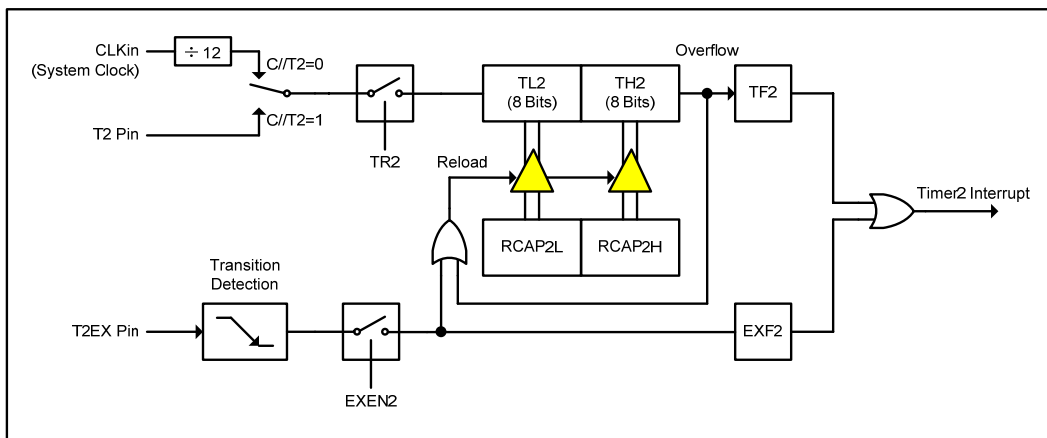 CLKin
(System Clock)
÷ 12
C//T2=0
C//T2=1
T2 Pin
TR2
TL2
(8 Bits)
TH2
(8 Bits)
Overflow
TF2
Reload
RCAP2L
RCAP2H
Timer2 Interrupt
Transition
Detection
T2EX Pin
EXEN2
EXF2